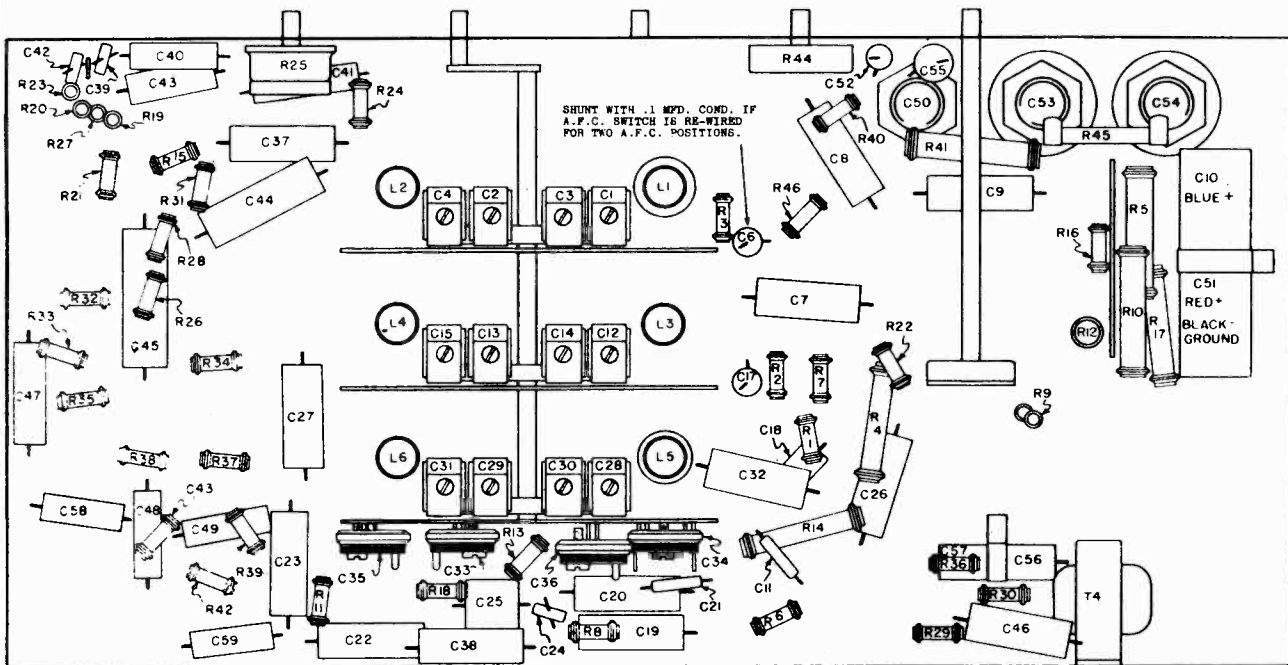 C42
C40
R25
R44
C41
C43
C39
R23
R24
C52
C55
C50
C53
C54
R20
R19
R27
SHUNT WITH .1 MFD. COND. IF
A.F.C. SWITCH IS RE-WIRED
FOR TWO A.F.C. POSITIONS.
R40
C8
R41
R45
R15
C37
R21
R31
C44
L2
C4
C2
C3
C1
L1
R3
R46
C6
C9
R5
C10
BLUE +
R16
R28
R26
R32
R33
C45
C7
C51
RED+
BLACK-
GROUND
R10
R17
R12
L4
C15
C13
C14
C12
L3
R22
R34
C47
R35
C27
C17
R2
R7
R4
R9
R38
R37
L6
C31
C29
C30
C28
L5
C18
R1
C32
C26
C58
C48
C43
C49
R39
C23
R42
R14
C35
C33
R13
C36
C34
C11
C57
R36
C56
R11
R18
C25
C20
C21
R30
T4
C59
C22
C38
C24
R8
C19
R6
R29
C46